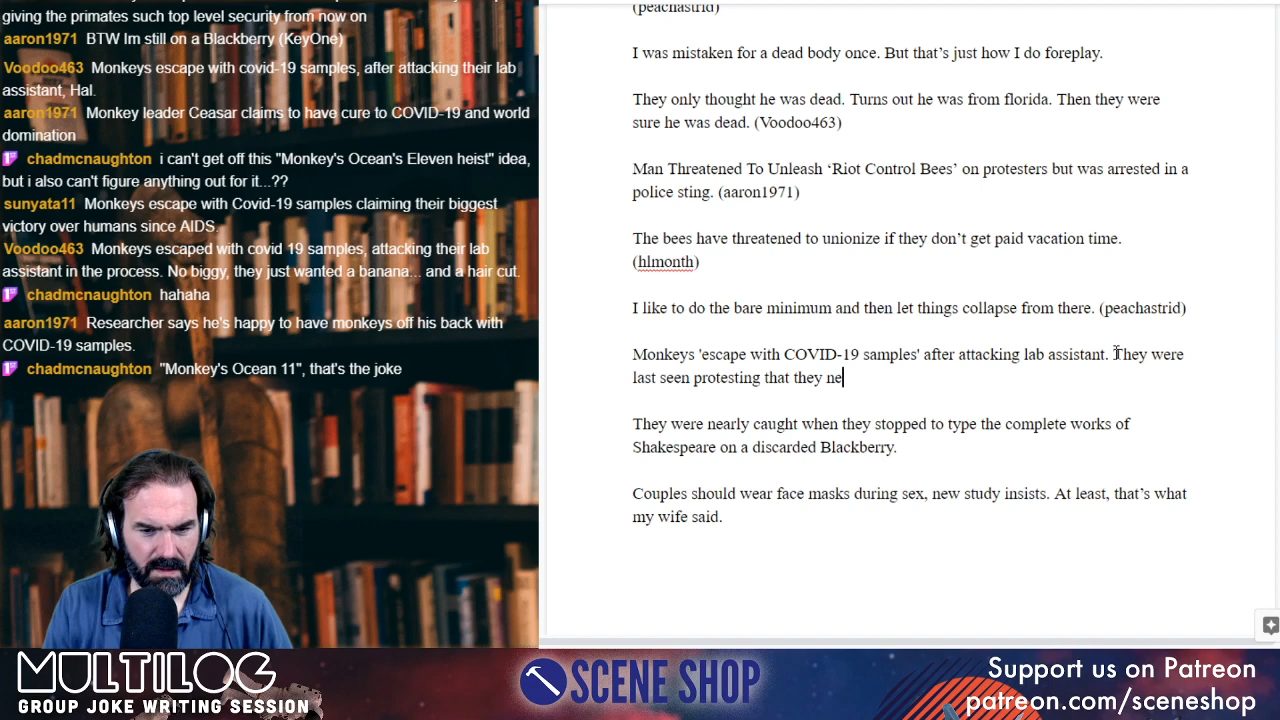 giving the primates such top level security from now on
aaron1971 BTW Im still on a Blackberry (KeyOne)
Voodoo463 Monkeys escape with covid-19 samples, after attacking their lab
assistant, Hal.
aaron1971 Monkey leader Ceasar claims to have cure to COVID-19 and world
domination
chadmcnaughton i can't get off this "Monkey's Ocean's Eleven heist" idea,
but i also can't figure anything out for it...??
sunyata11 Monkeys escape with Covid-19 samples claiming their biggest
victory over humans since AIDS.
Voodoo463 Monkeys escaped with covid 19 samples, attacking their lab
assistant in the process. No biggy, they just wanted a banana... and a hair cut.
chadmcnaughton hahaha
aaron1971 Researcher says he's happy to have monkeys off his back with
COVID-19 samples.
chadmcnaughton "Monkey's Ocean 11", that's the joke
(peachastrid)
I was mistaken for a dead body once. But that’s just how I do foreplay.
They only thought he was dead. Turns out he was from florida. Then they were
sure he was dead. (Voodoo463)
Man Threatened To Unleash ‘Riot Control Bees’ on protesters but was arrested in a
police sting. (aaron1971)
The bees have threatened to unionize if they don’t get paid vacation time.
(hlmonth)
I like to do the bare minimum and then let things collapse from there. (peachastrid)
Monkeys 'escape with COVID-19 samples' after attacking lab assistant. They were
last seen protesting that they ne
They were nearly caught when they stopped to type the complete works of
Shakespeare on a discarded Blackberry.
Couples should wear face masks during sex, new study insists. At least, that’s what
my wife said.
MULTILOG
GROUP JOKE WRITING SESSION
SCENE SHOP
Support us on Patreon
patreon.com/sceneshop